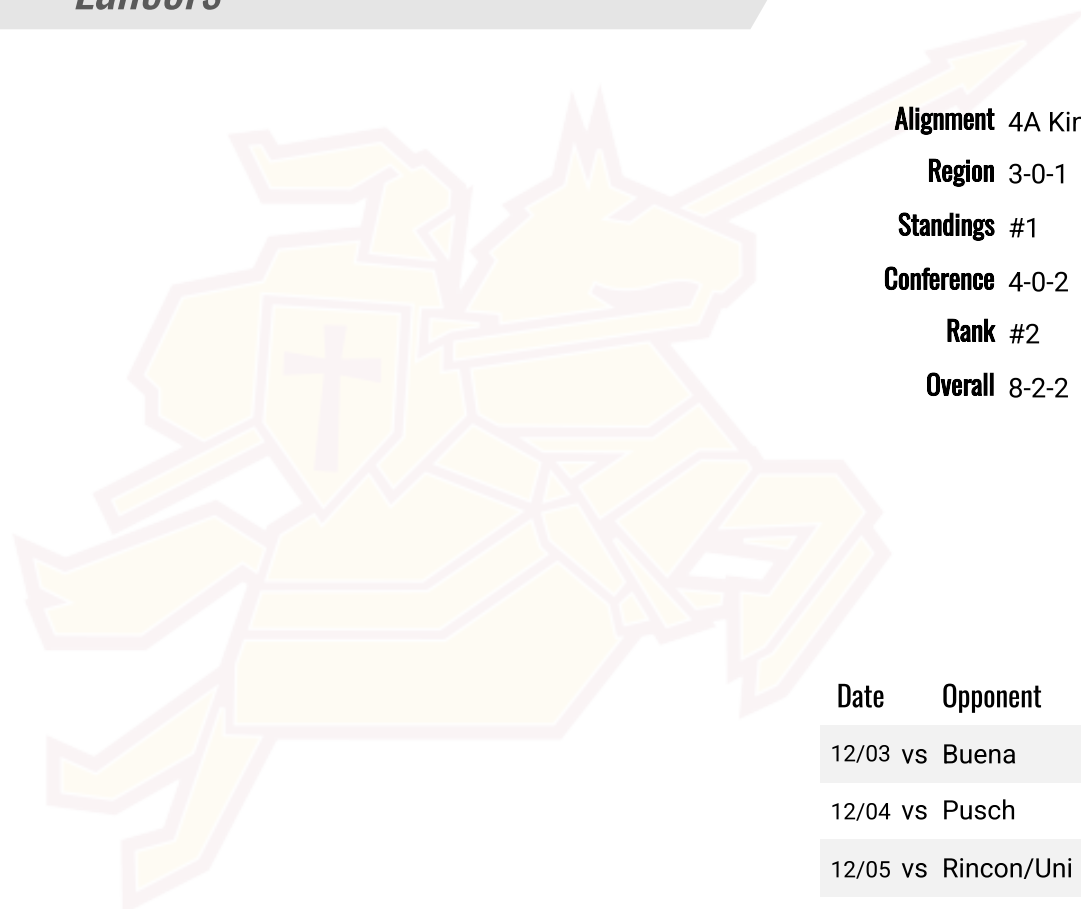 Lancers
Alignment 4A
Region 3-0-1
Standings #1
Conference 4-0-2
Rank #2
Overall 8-2-2
Date Opponent
12/03 vs Buena
12/04 vs Pusch
12/05 vs Rincon/Uni